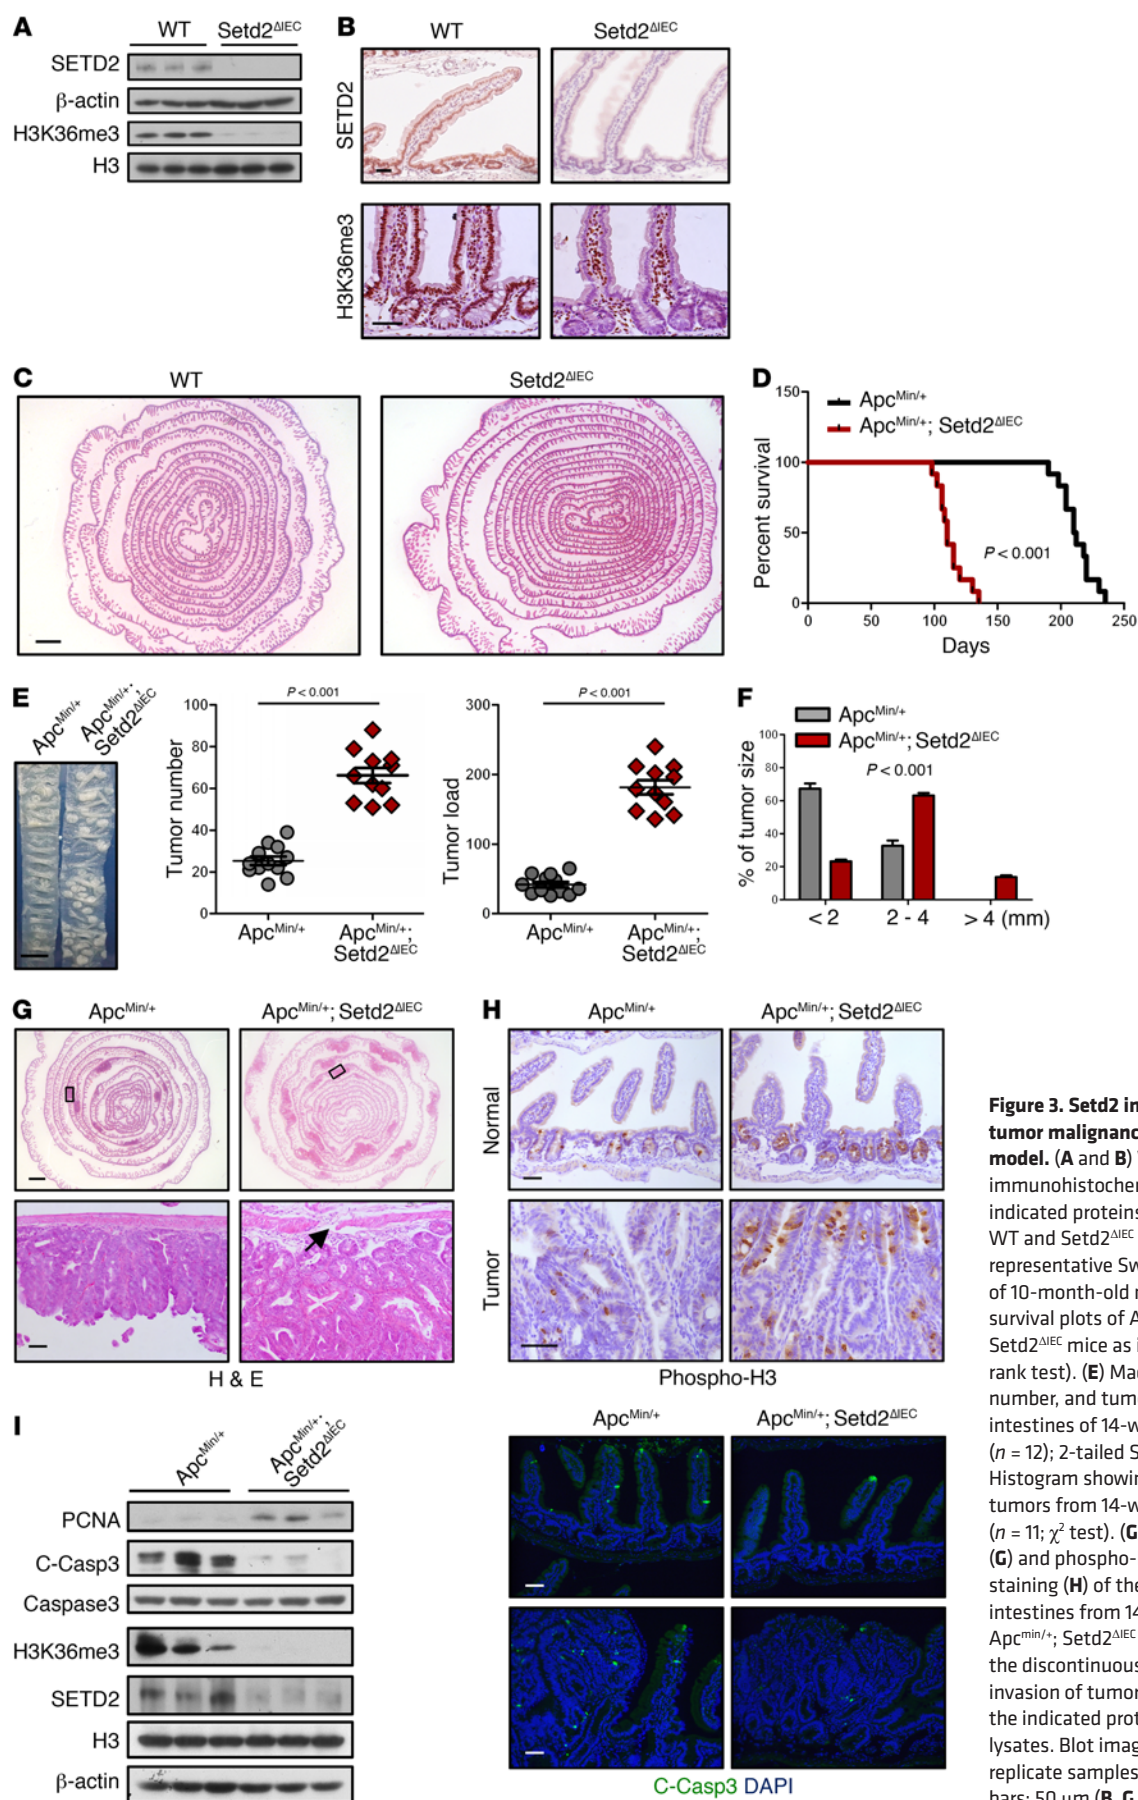 A
WT Setd2ΔIEC
SETD2
β-actin
H3K36me3
H3
B
WT Setd2ΔIEC
SETD2
H3K36me3
C
WT Setd2ΔIEC
D
150
100
50
0
Percent survival
ApcMin/+
ApcMin/+; Setd2ΔIEC
P < 0.001
0 50 100 150 200 250
Days
E
ApcMin/+
ApcMin/+;
Setd2ΔIEC
Tumor number
100
80
60
40
20
0
P < 0.001
ApcMin/+ ApcMin/+;
Setd2ΔIEC
Tumor load
300
200
100
0
P < 0.001
ApcMin/+ ApcMin/+;
Setd2ΔIEC
F
ApcMin/+
ApcMin/+; Setd2ΔIEC
P < 0.001
% of tumor size
100
80
60
40
20
0
< 2 2 - 4 > 4 (mm)
G
ApcMin/+ ApcMin/+; Setd2ΔIEC
H & E
H
ApcMin/+ ApcMin/+; Setd2ΔIEC
Normal
Tumor
Phospho-H3
I
ApcMin/+
ApcMin/+;
Setd2ΔIEC
PCNA
C-Casp3
Caspase3
H3K36me3
SETD2
H3
β-actin
ApcMin/+ ApcMin/+; Setd2ΔIEC
C-Casp3 DAPI
Figure 3. Setd2 in
tumor malignanc
model. (A and B)
immunohistocher
indicated proteins
WT and Setd2ΔIEC
representative Sw
of 10-month-old r
survival plots of A
Setd2ΔIEC mice as i
rank test). (E) Mac
number, and tum
intestines of 14-w
(n = 12); 2-tailed S
Histogram showin
tumors from 14-w
(n = 11; χ2 test). (G
(G) and phospho-
staining (H) of the
intestines from 14
Apcmin/+; Setd2ΔIEC
the discontinuous
invasion of tumor
the indicated prot
lysates. Blot imag
replicate samples
bars: 50 μm (B, G